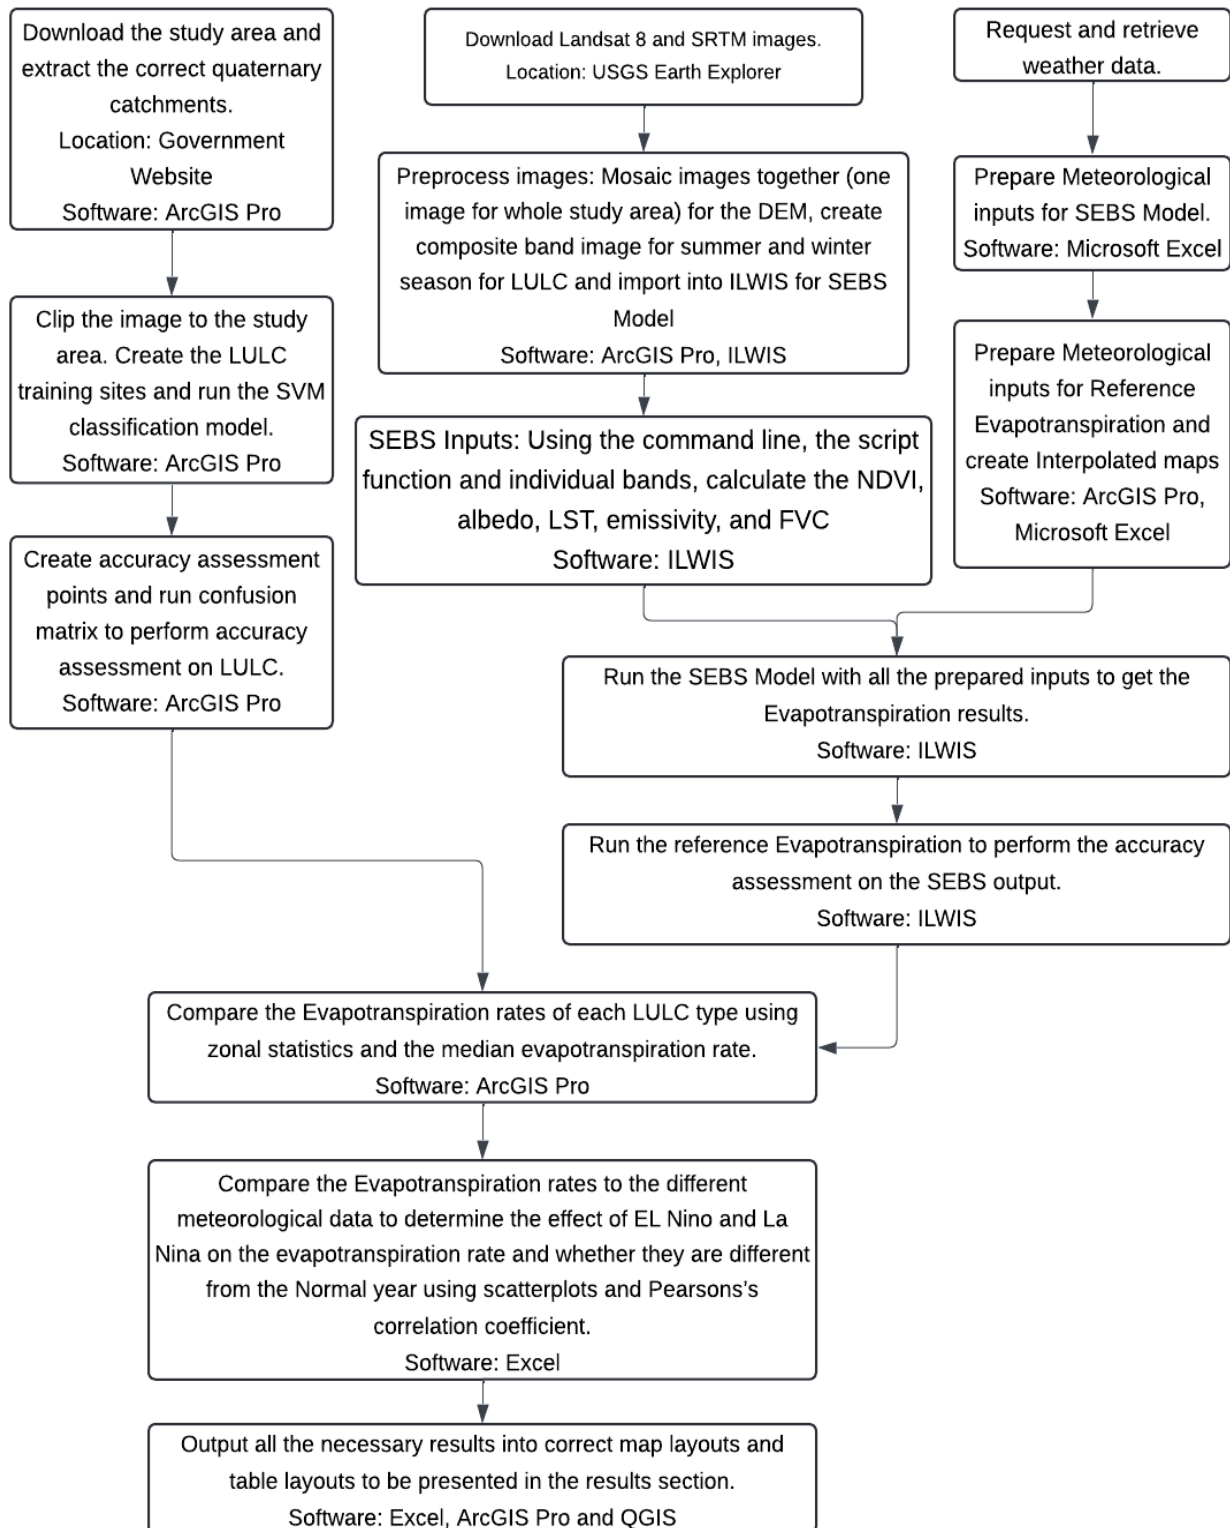 Download the study area and
extract the correct quaternary
catchments.
Location: Government
Website
Software: ArcGIS Pro
Clip the image to the study
area. Create the LULC
training sites and run the SVM
classification model.
Software: ArcGIS Pro
Create accuracy assessment
points and run confusion
matrix to perform accuracy
assessment on LULC.
Software: ArcGIS Pro
Download Landsat 8 and SRTM images.
Location: USGS Earth Explorer
Preprocess images: Mosaic images together (one
image for whole study area) for the DEM, create
composite band image for summer and winter
season for LULC and import into ILWIS for SEBS
Model
Software: ArcGIS Pro, ILWIS
SEBS Inputs: Using the command line, the script
function and individual bands, calculate the NDVI,
albedo, LST, emissivity, and FVC
Software: ILWIS
Request and retrieve
weather data.
Prepare Meteorological
inputs for SEBS Model.
Software: Microsoft Excel
Prepare Meteorological
inputs for Reference
Evapotranspiration and
create Interpolated maps
Software: ArcGIS Pro,
Microsoft Excel
Run the SEBS Model with all the prepared inputs to get the
Evapotranspiration results.
Software: ILWIS
Run the reference Evapotranspiration to perform the accuracy
assessment on the SEBS output.
Software: ILWIS
Compare the Evapotranspiration rates of each LULC type using
zonal statistics and the median evapotranspiration rate.
Software: ArcGIS Pro
Compare the Evapotranspiration rates to the different
meteorological data to determine the effect of EL Nino and La
Nina on the evapotranspiration rate and whether they are different
from the Normal year using scatterplots and Pearsons's
correlation coefficient.
Software: Excel
Output all the necessary results into correct map layouts and
table layouts to be presented in the results section.
Software: Excel, ArcGIS Pro and QGIS